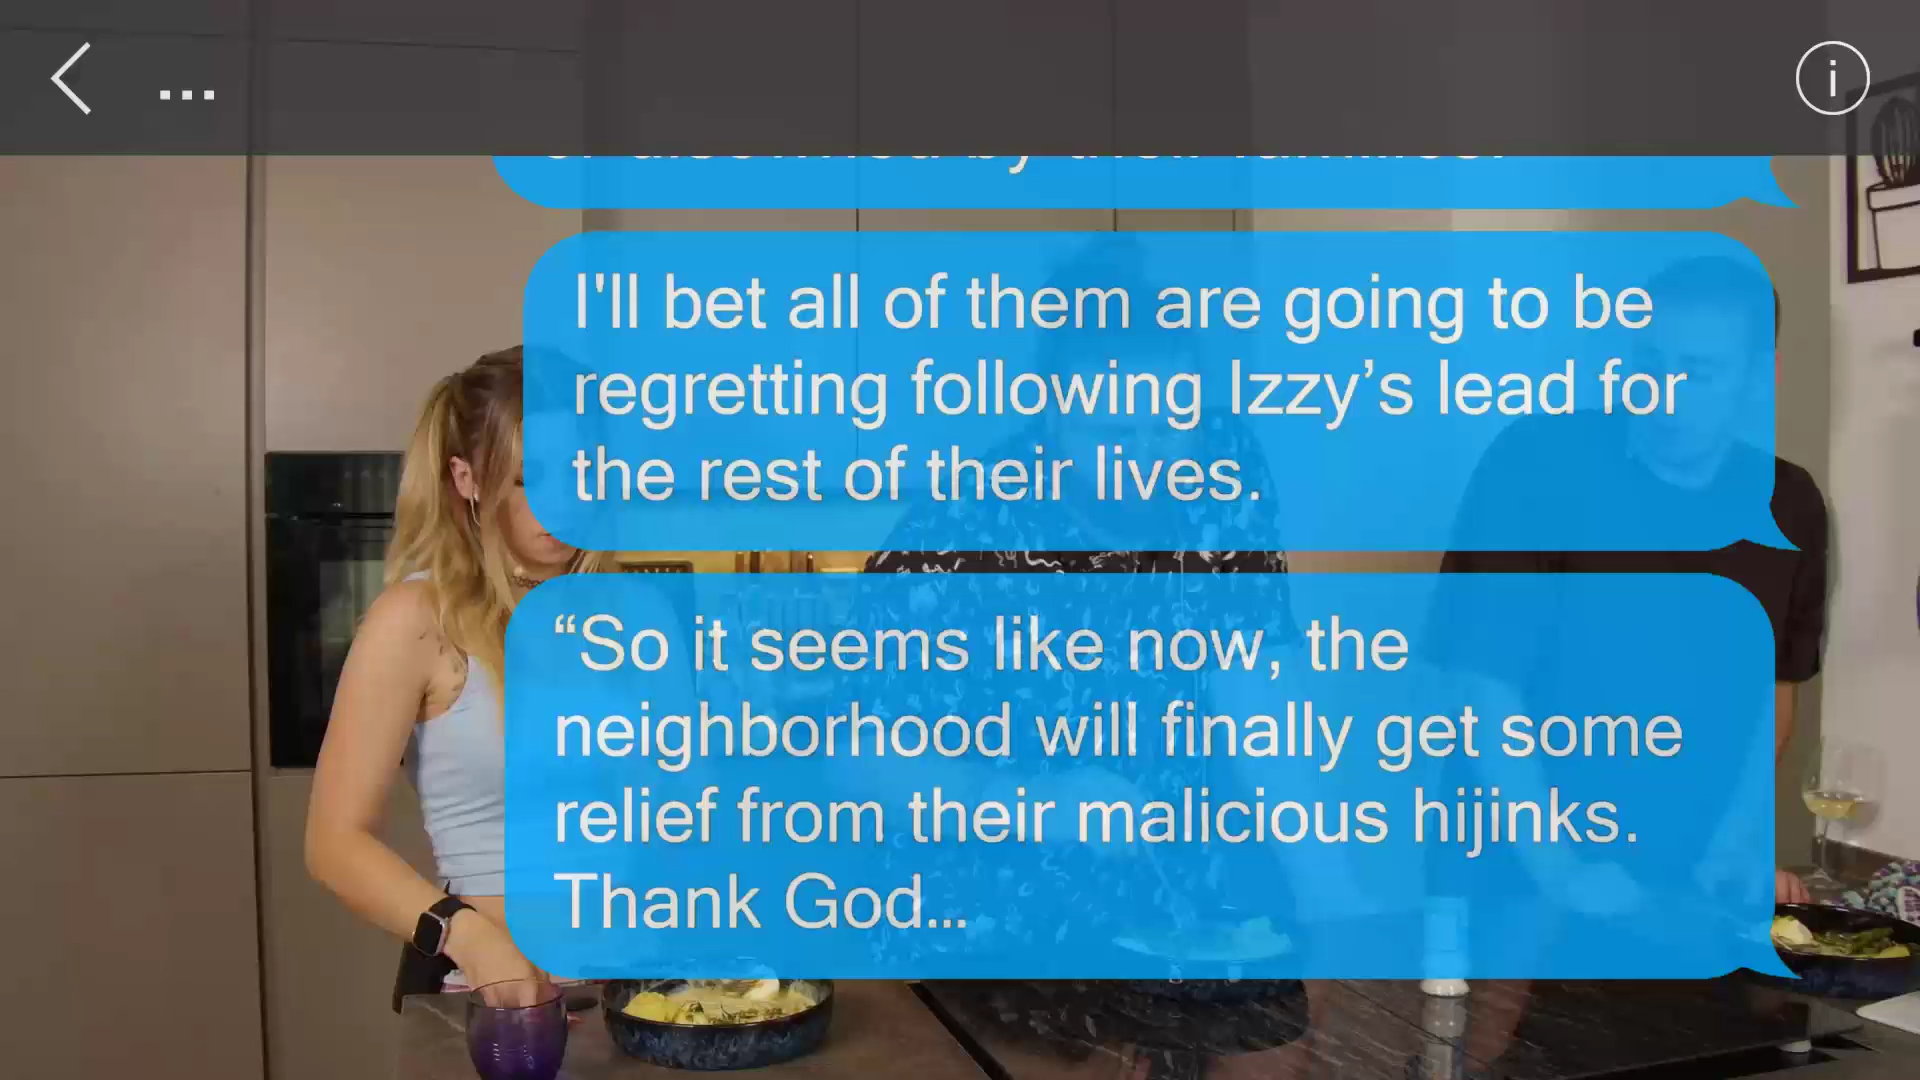 ...
I'll bet all of them are going to be
regretting following Izzy’s lead for
the rest of their lives.
“So it seems like now, the
neighborhood will finally get some
relief from their malicious hijinks.
Thank God...